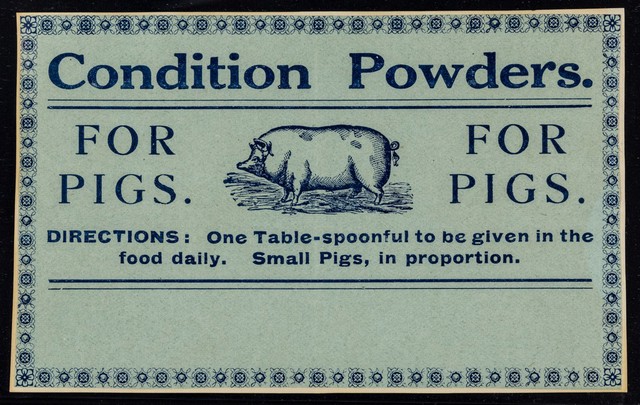 Condition Powders.
FOR PIGS.
FOR PIGS.
DIRECTIONS: One Table-spoonful to be given in the
food daily. Small Pigs, in proportion.